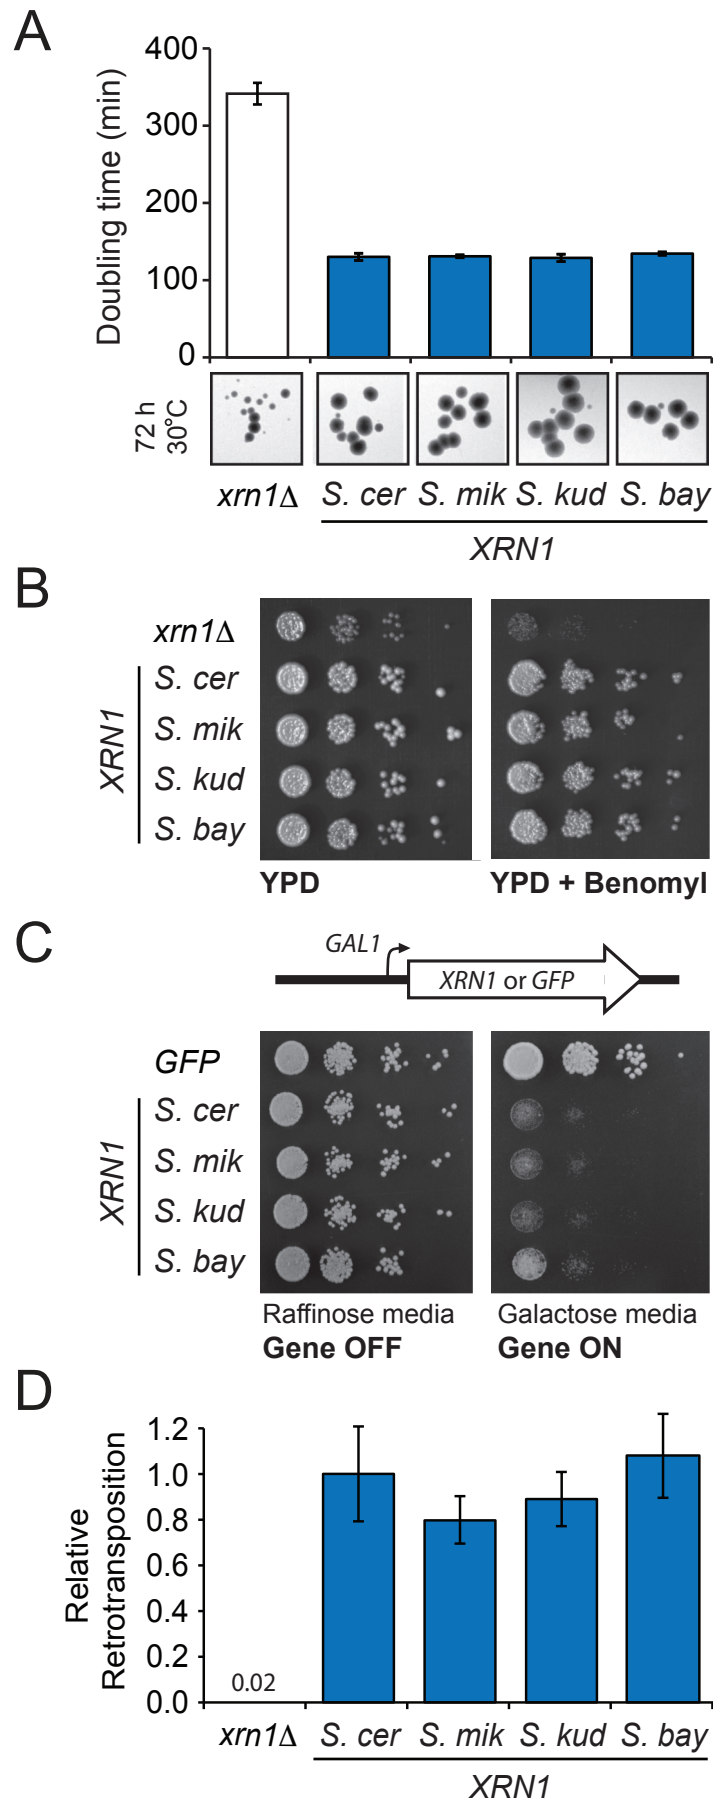 A
Doubling time (min)
400
300
200
100
0
72 h
30°C
xrn1Δ
S. cer
S. mik
S. kud
S. bay
XRN1
B
xrn1Δ
S. cer
S. mik
S. kud
S. bay
XRN1
YPD
YPD + Benomyl
C
GAL1
XRN1 or GFP
GFP
S. cer
S. mik
S. kud
S. bay
XRN1
Raffinose media
Gene OFF
Galactose media
Gene ON
D
Relative
Retrotransposition
1.2
1.0
0.8
0.6
0.4
0.2
0.0
0.02
xrn1Δ
S. cer
S. mik
S. kud
S. bay
XRN1